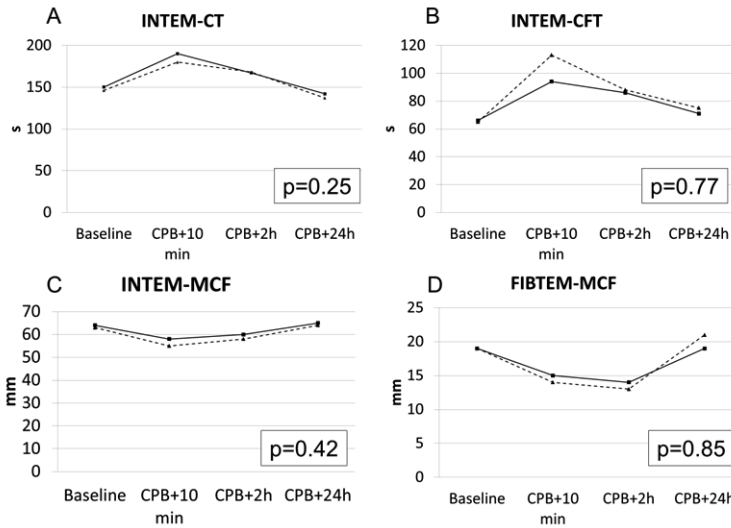 A
INTEM-CT
200
150
100
50
0
s
p=0.25
Baseline CPB+10 min CPB+2h CPB+24h
B
INTEM-CFT
120
100
80
60
40
20
0
s
p=0.77
Baseline CPB+10 min CPB+2h CPB+24h
C
INTEM-MCF
70
60
50
40
30
20
10
0
mm
p=0.42
Baseline CPB+10 min CPB+2h CPB+24h
D
FIBTEM-MCF
25
20
15
10
5
0
mm
p=0.85
Baseline CPB+10 min CPB+2h CPB+24h